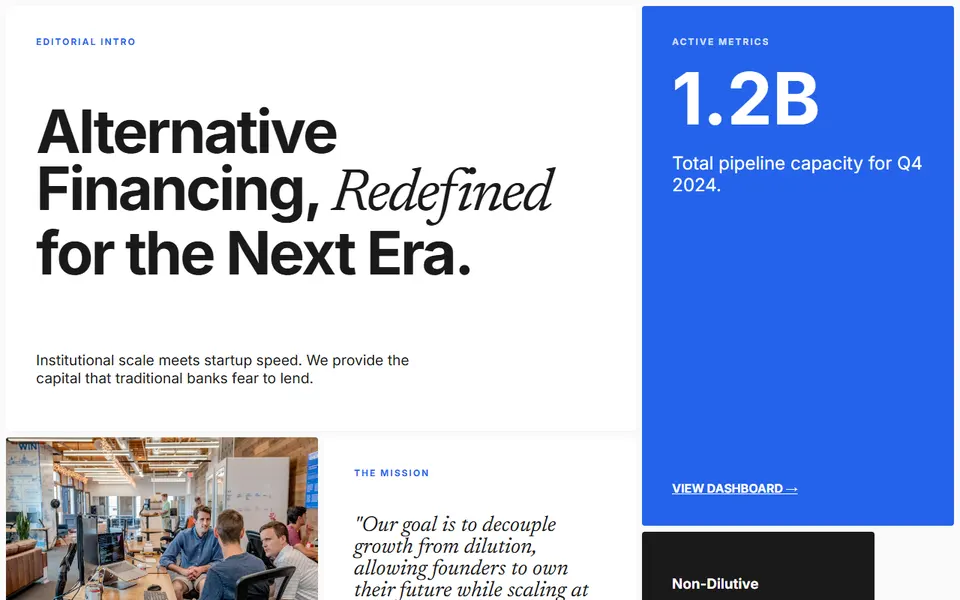 EDITORIAL INTRO
Alternative
Financing, Redefined
for the Next Era.
Institutional scale meets startup speed. We provide the
capital that traditional banks fear to lend.
ACTIVE METRICS
1.2B
Total pipeline capacity for Q4
2024.
VIEW DASHBOARD →
WIN
THE MISSION
"Our goal is to decouple
growth from dilution,
allowing founders to own
their future while scaling at
Non-Dilutive